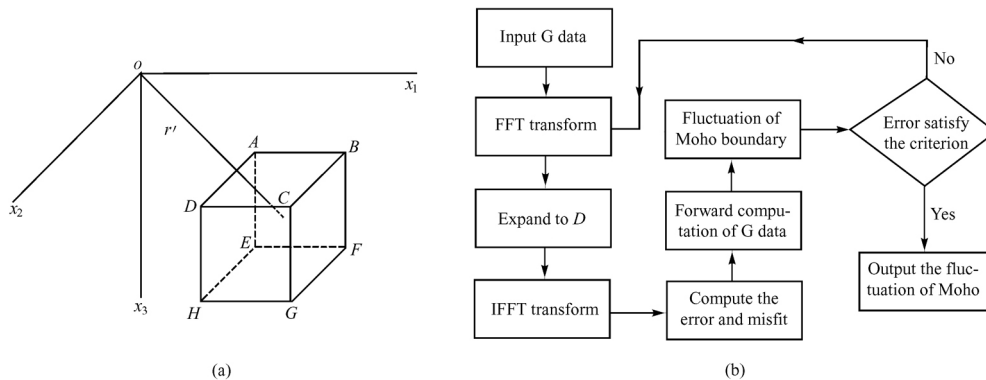 o
x1
r′
A
B
x2
D
C
E
F
x3
H
G
(a)
Input G data
FFT transform
Expand to D
IFFT transform
Compute the
error and misfit
Forward compu-
tation of G data
Fluctuation of
Moho boundary
Error satisfy
the criterion
No
Yes
Output the fluc-
tuation of Moho
(b)